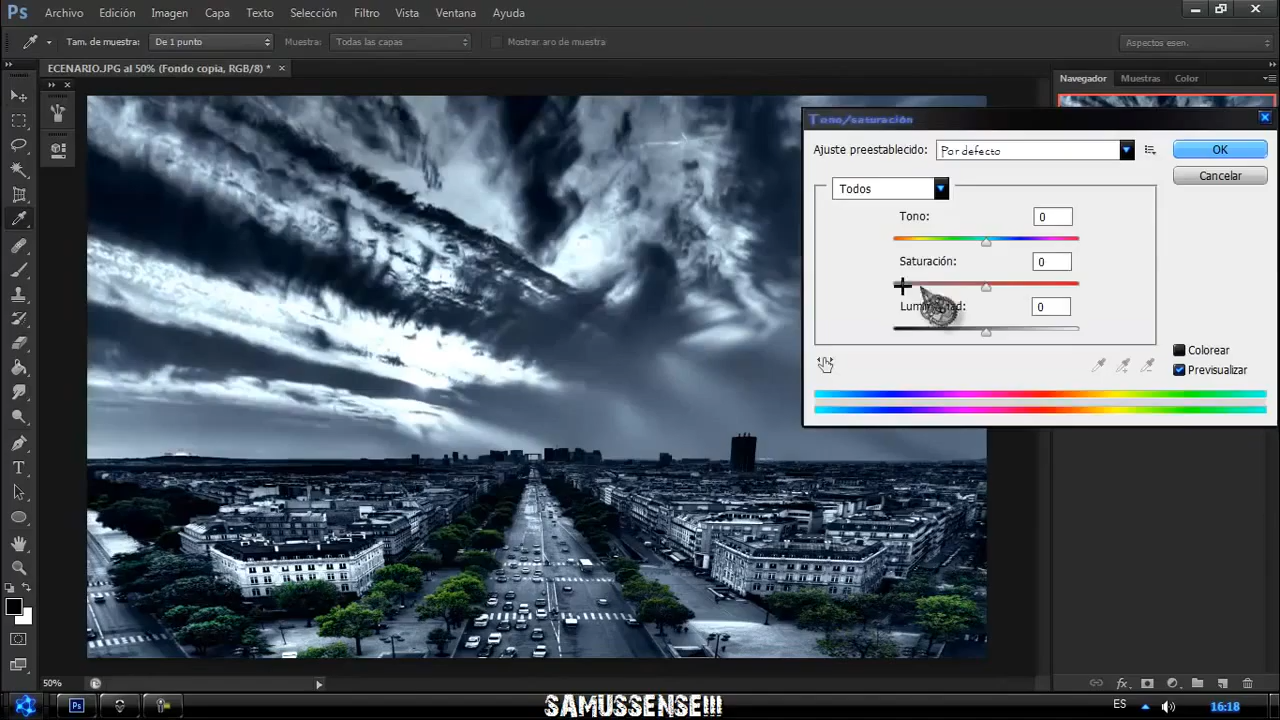 Ps Archivo Edición Imagen Capa Texto Selección Filtro Vista Ventana Ayuda
Tam. de muestra: De 1 punto Muestra: Todas las capas Mostrar aro de muestra Aspectos esen.
ECENARIO.JPG al 50% (Fondo copia, RGB/8) *
Navegador Muestras Color
Tono/saturación
Ajuste preestablecido: Por defecto OK
Cancelar
Todos
Tono: 0
Saturación: 0
0
Colorear
Previsualizar
T
50%
fx
Ps
SAMUSSENSE!!!
ES 16:18